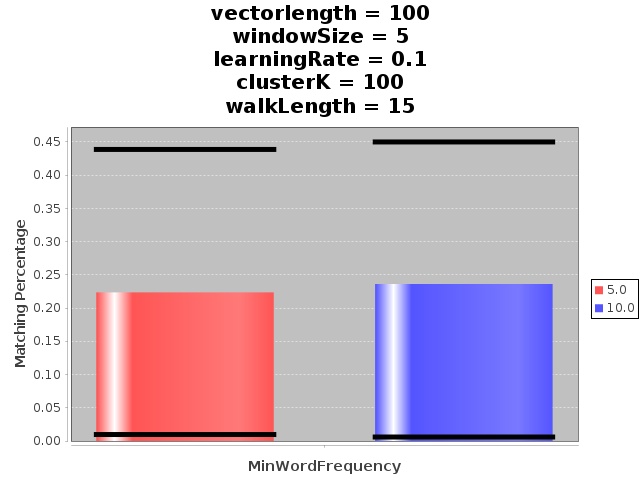 vectorlength = 100
windowSize = 5
learningRate = 0.1
clusterK = 100
walkLength = 15
0.45
0.40
0.35
0.30
0.25
0.20
0.15
0.10
0.05
0.00
Matching Percentage
MinWordFrequency
5.0
10.0